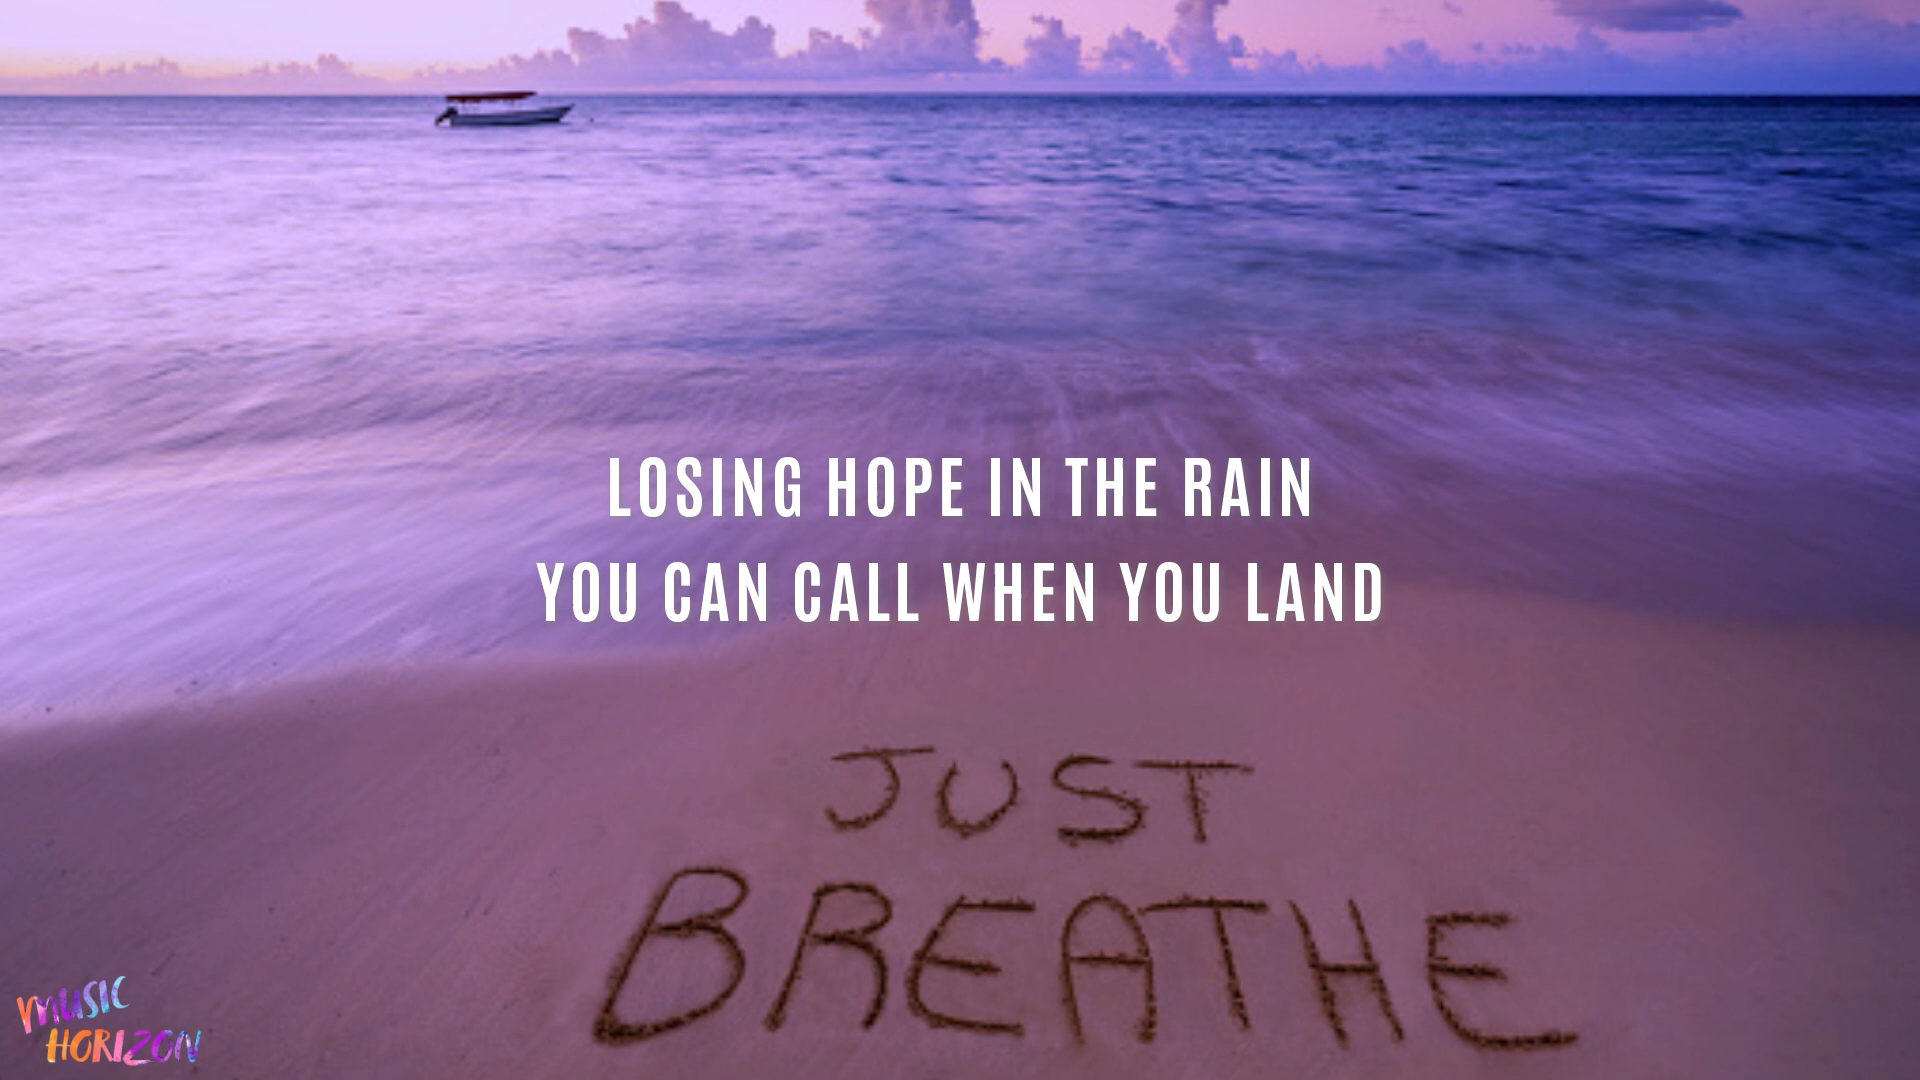 LOSING HOPE IN THE RAIN
YOU CAN CALL WHEN YOU LAND
JUST
BREATHE
MUSIC
HORIZON